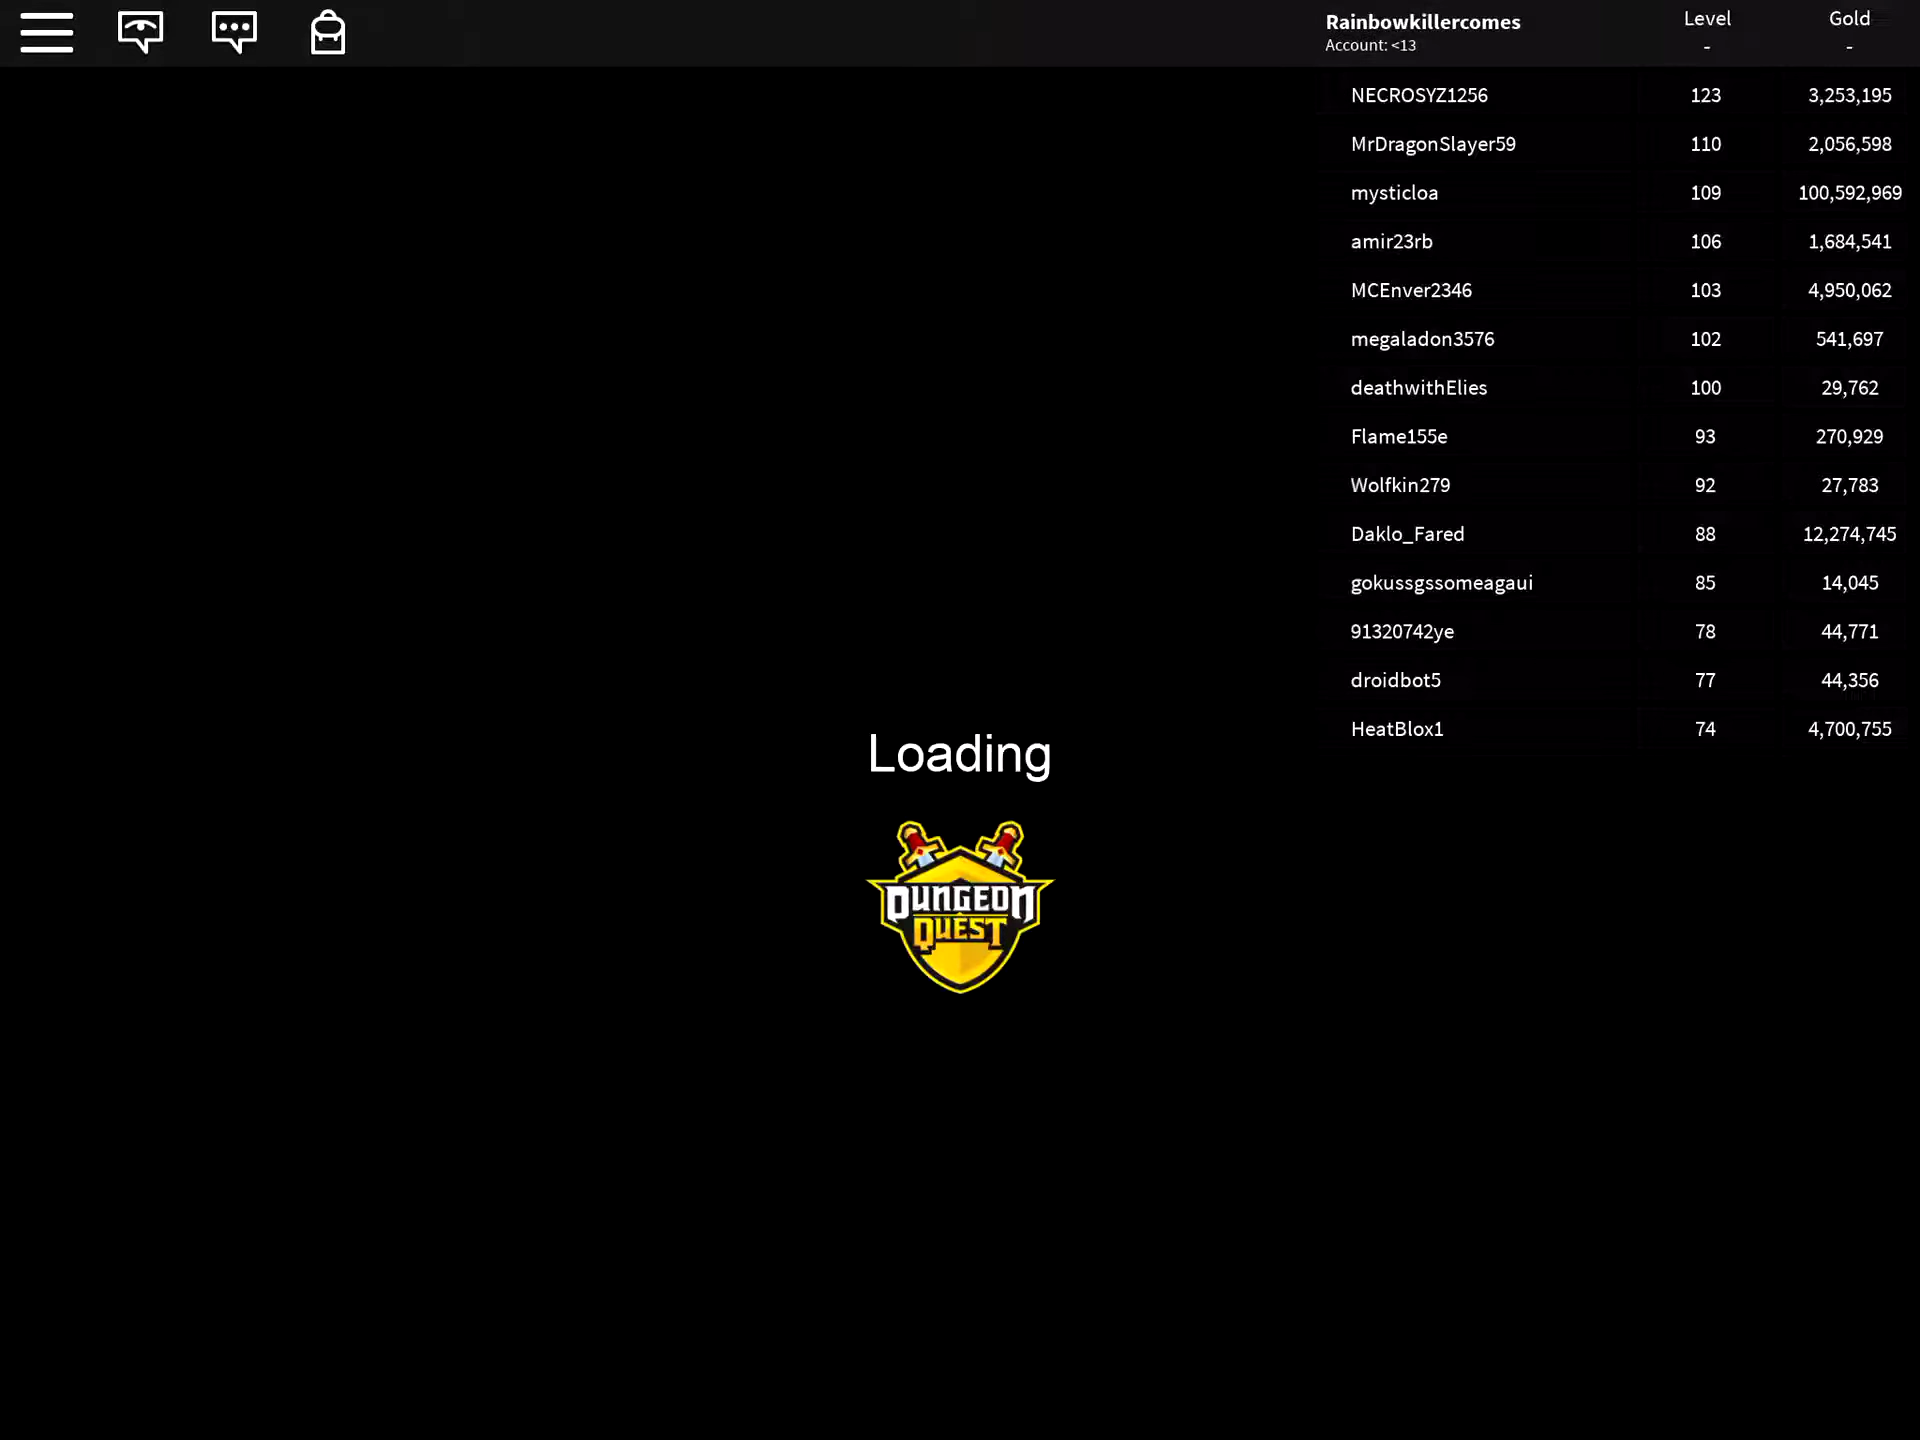 Rainbowkillercomes Level Gold
Account: <13 - -
NECROSYZ1256 123 3,253,195
MrDragonSlayer59 110 2,056,598
mysticloa 109 100,592,969
amir23rb 106 1,684,541
MCEnver2346 103 4,950,062
megaladon3576 102 541,697
deathwithElies 100 29,762
Flame155e 93 270,929
Wolfkin279 92 27,783
Daklo_Fared 88 12,274,745
gokussgssomeagaui 85 14,045
91320742ye 78 44,771
droidbot5 77 44,356
HeatBlox1 74 4,700,755
Loading
DUNGEON
QUEST